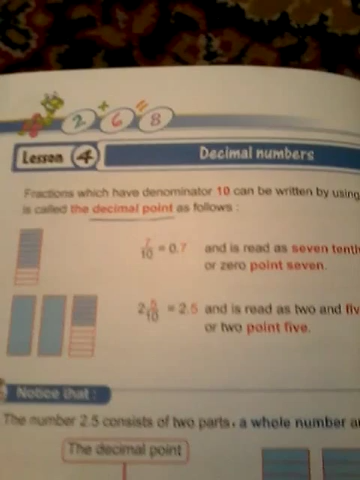 2 + 6 = 8
Lesson 4 Decimal numbers
Fractions which have denominator 10 can be written by using
is called the decimal point as follows :
7/10 = 0.7 and is read as seven tenth
or zero point seven.
2 5/10 = 2.5 and is read as two and fiv
or two point five.
Notice that :
The number 2.5 consists of two parts, a whole number a
The decimal point